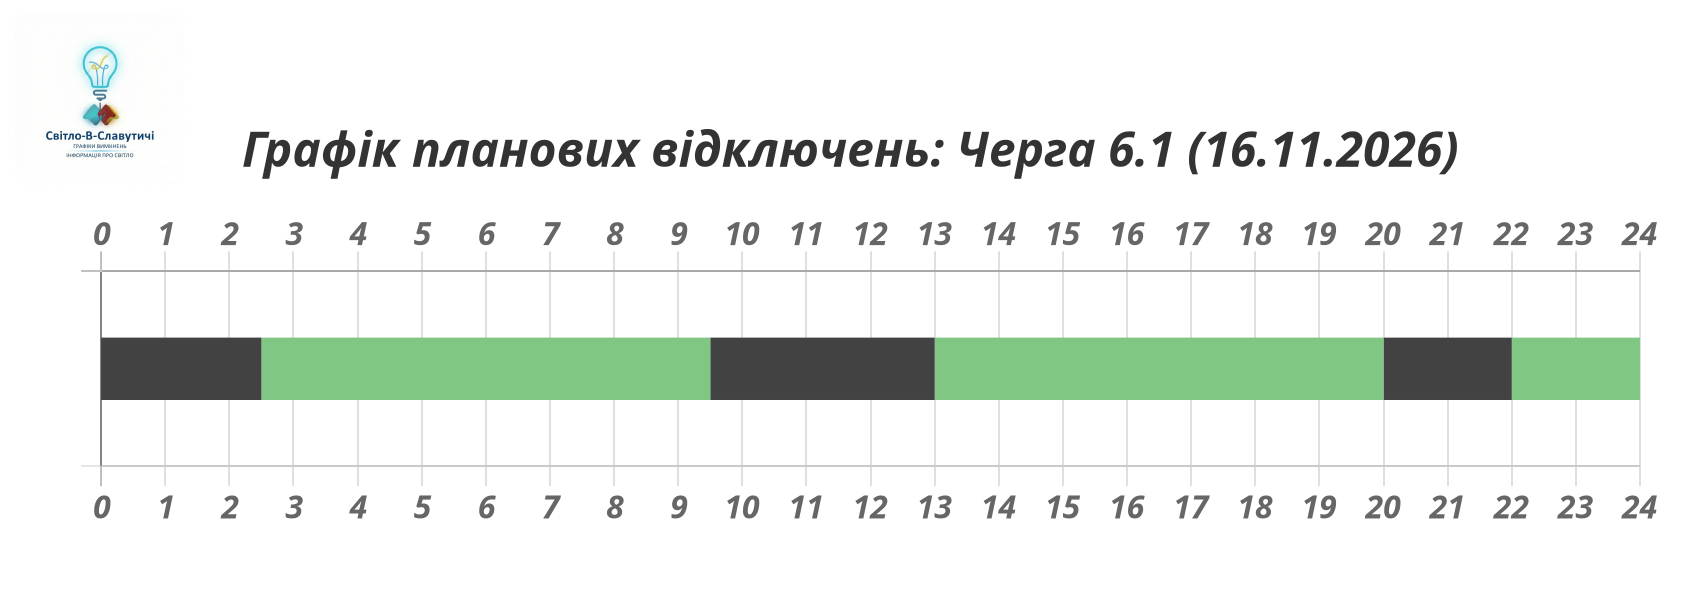 Світло-В-Славутичі
ГРАФІКИ ВИМКНЕНЬ
ІНФОРМАЦІЯ ПРО СВІТЛО
Графік планових відключень: Черга 6.1 (16.11.2026)
0 1 2 3 4 5 6 7 8 9 10 11 12 13 14 15 16 17 18 19 20 21 22 23 24
0 1 2 3 4 5 6 7 8 9 10 11 12 13 14 15 16 17 18 19 20 21 22 23 24